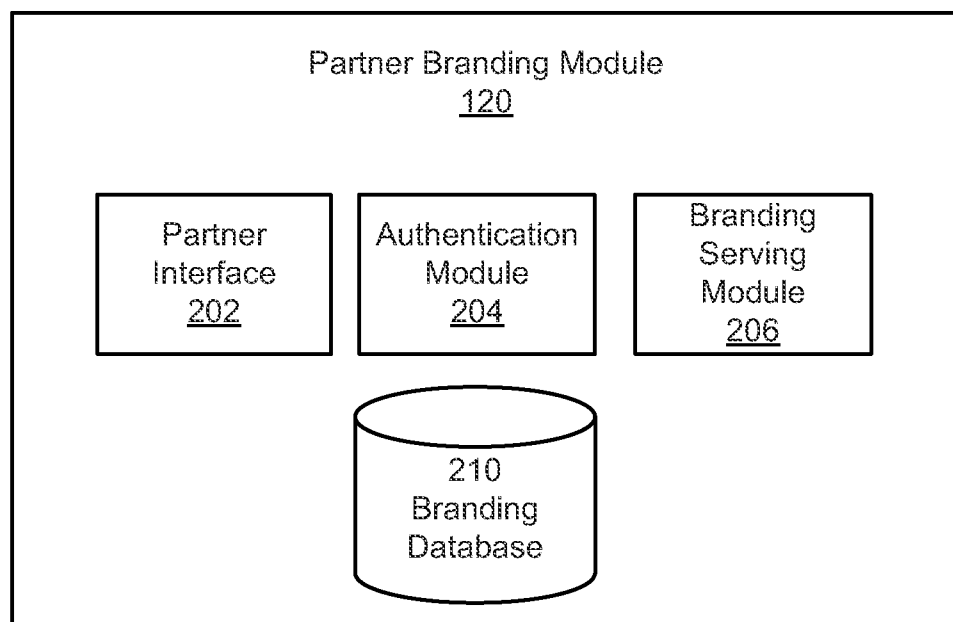 Partner Branding Module
120
Partner
Interface
202
Authentication
Module
204
Branding
Serving
Module
206
210
Branding
Database